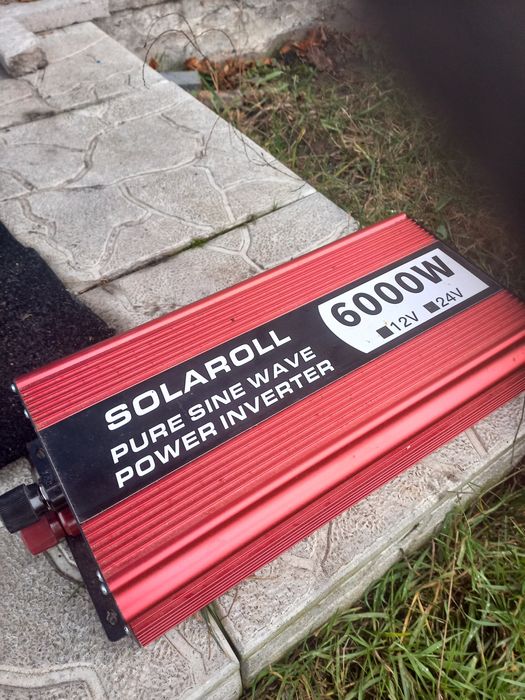 SOLAROLL
PURE SINE WAVE
POWER INVERTER
6000W
■12V ■24V